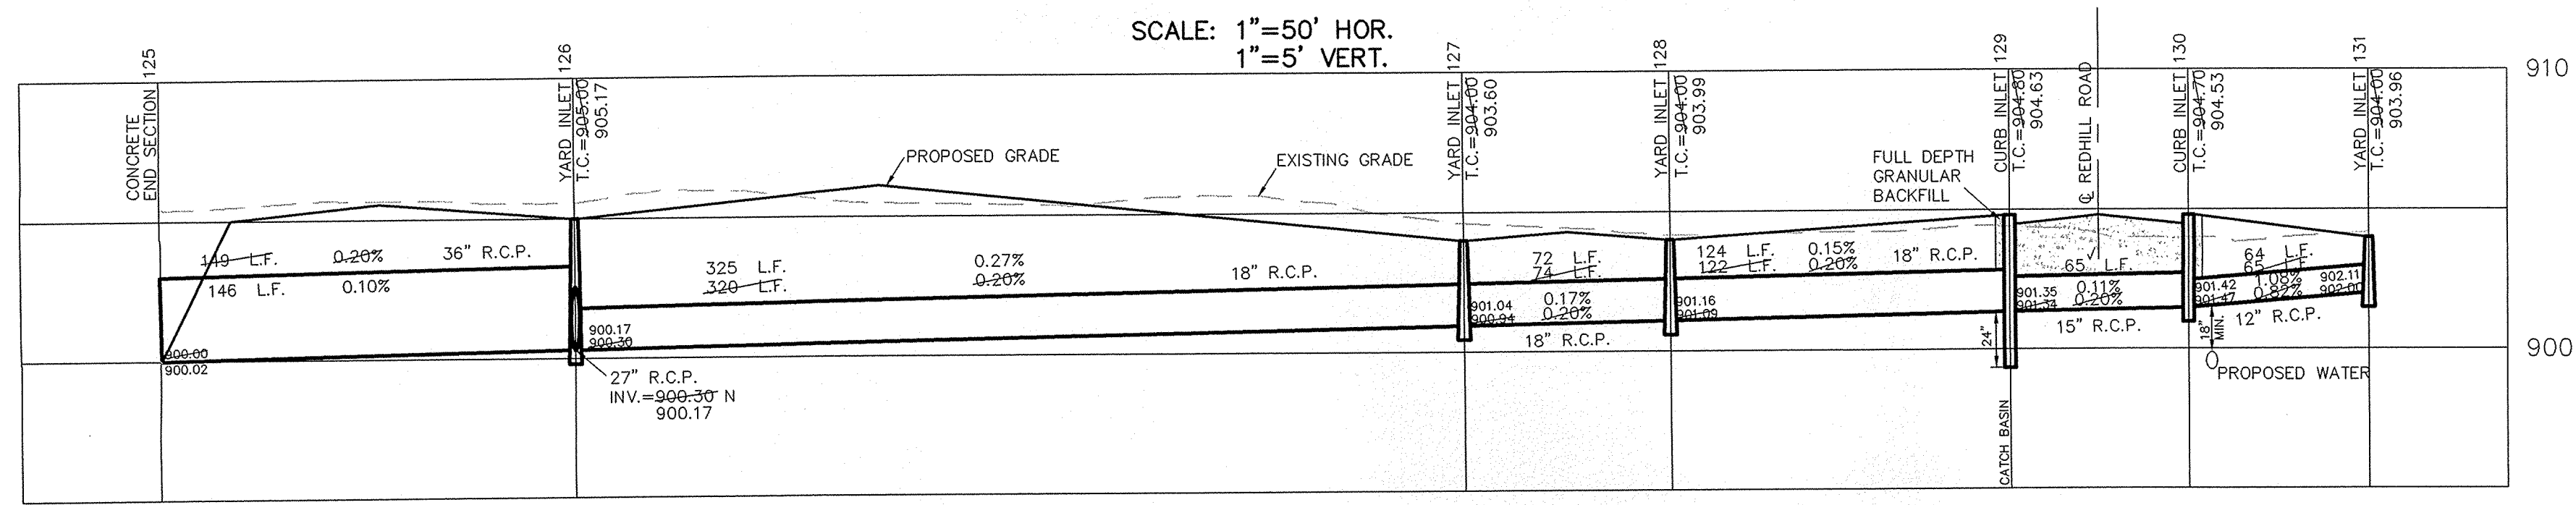 SCALE: 1"=50' HOR.
1"=5' VERT.
CONCRETE
END SECTION 125
YARD INLET 126
T.C.=905.00
905.17
YARD INLET 127
T.C.=904.00
903.60
YARD INLET 128
T.C.=904.00
903.99
CURB INLET 129
T.C.=904.80
904.63
℄ REDHILL ROAD
CURB INLET 130
T.C.=904.70
904.53
YARD INLET 131
T.C.=904.00
903.96
910
PROPOSED GRADE
EXISTING GRADE
FULL DEPTH
GRANULAR
BACKFILL
149 L.F. 0.20% 36" R.C.P.
146 L.F. 0.10%
325 L.F. 0.27% 18" R.C.P.
320 L.F. 0.20%
72 L.F.
74 L.F.
0.17%
0.20%
18" R.C.P.
124 L.F. 0.15% 18" R.C.P.
122 L.F. 0.20%
65 L.F.
0.11%
0.20%
15" R.C.P.
64 L.F.
65 L.F.
1.08%
0.82%
12" R.C.P.
900.00
900.02
900.17
900.30
901.04
900.94
901.16
901.09
901.35
901.34
901.42
901.47
902.11
902.00
27" R.C.P.
INV.=900.30 N
900.17
24"
18"
MIN.
900
PROPOSED WATER
CATCH BASIN